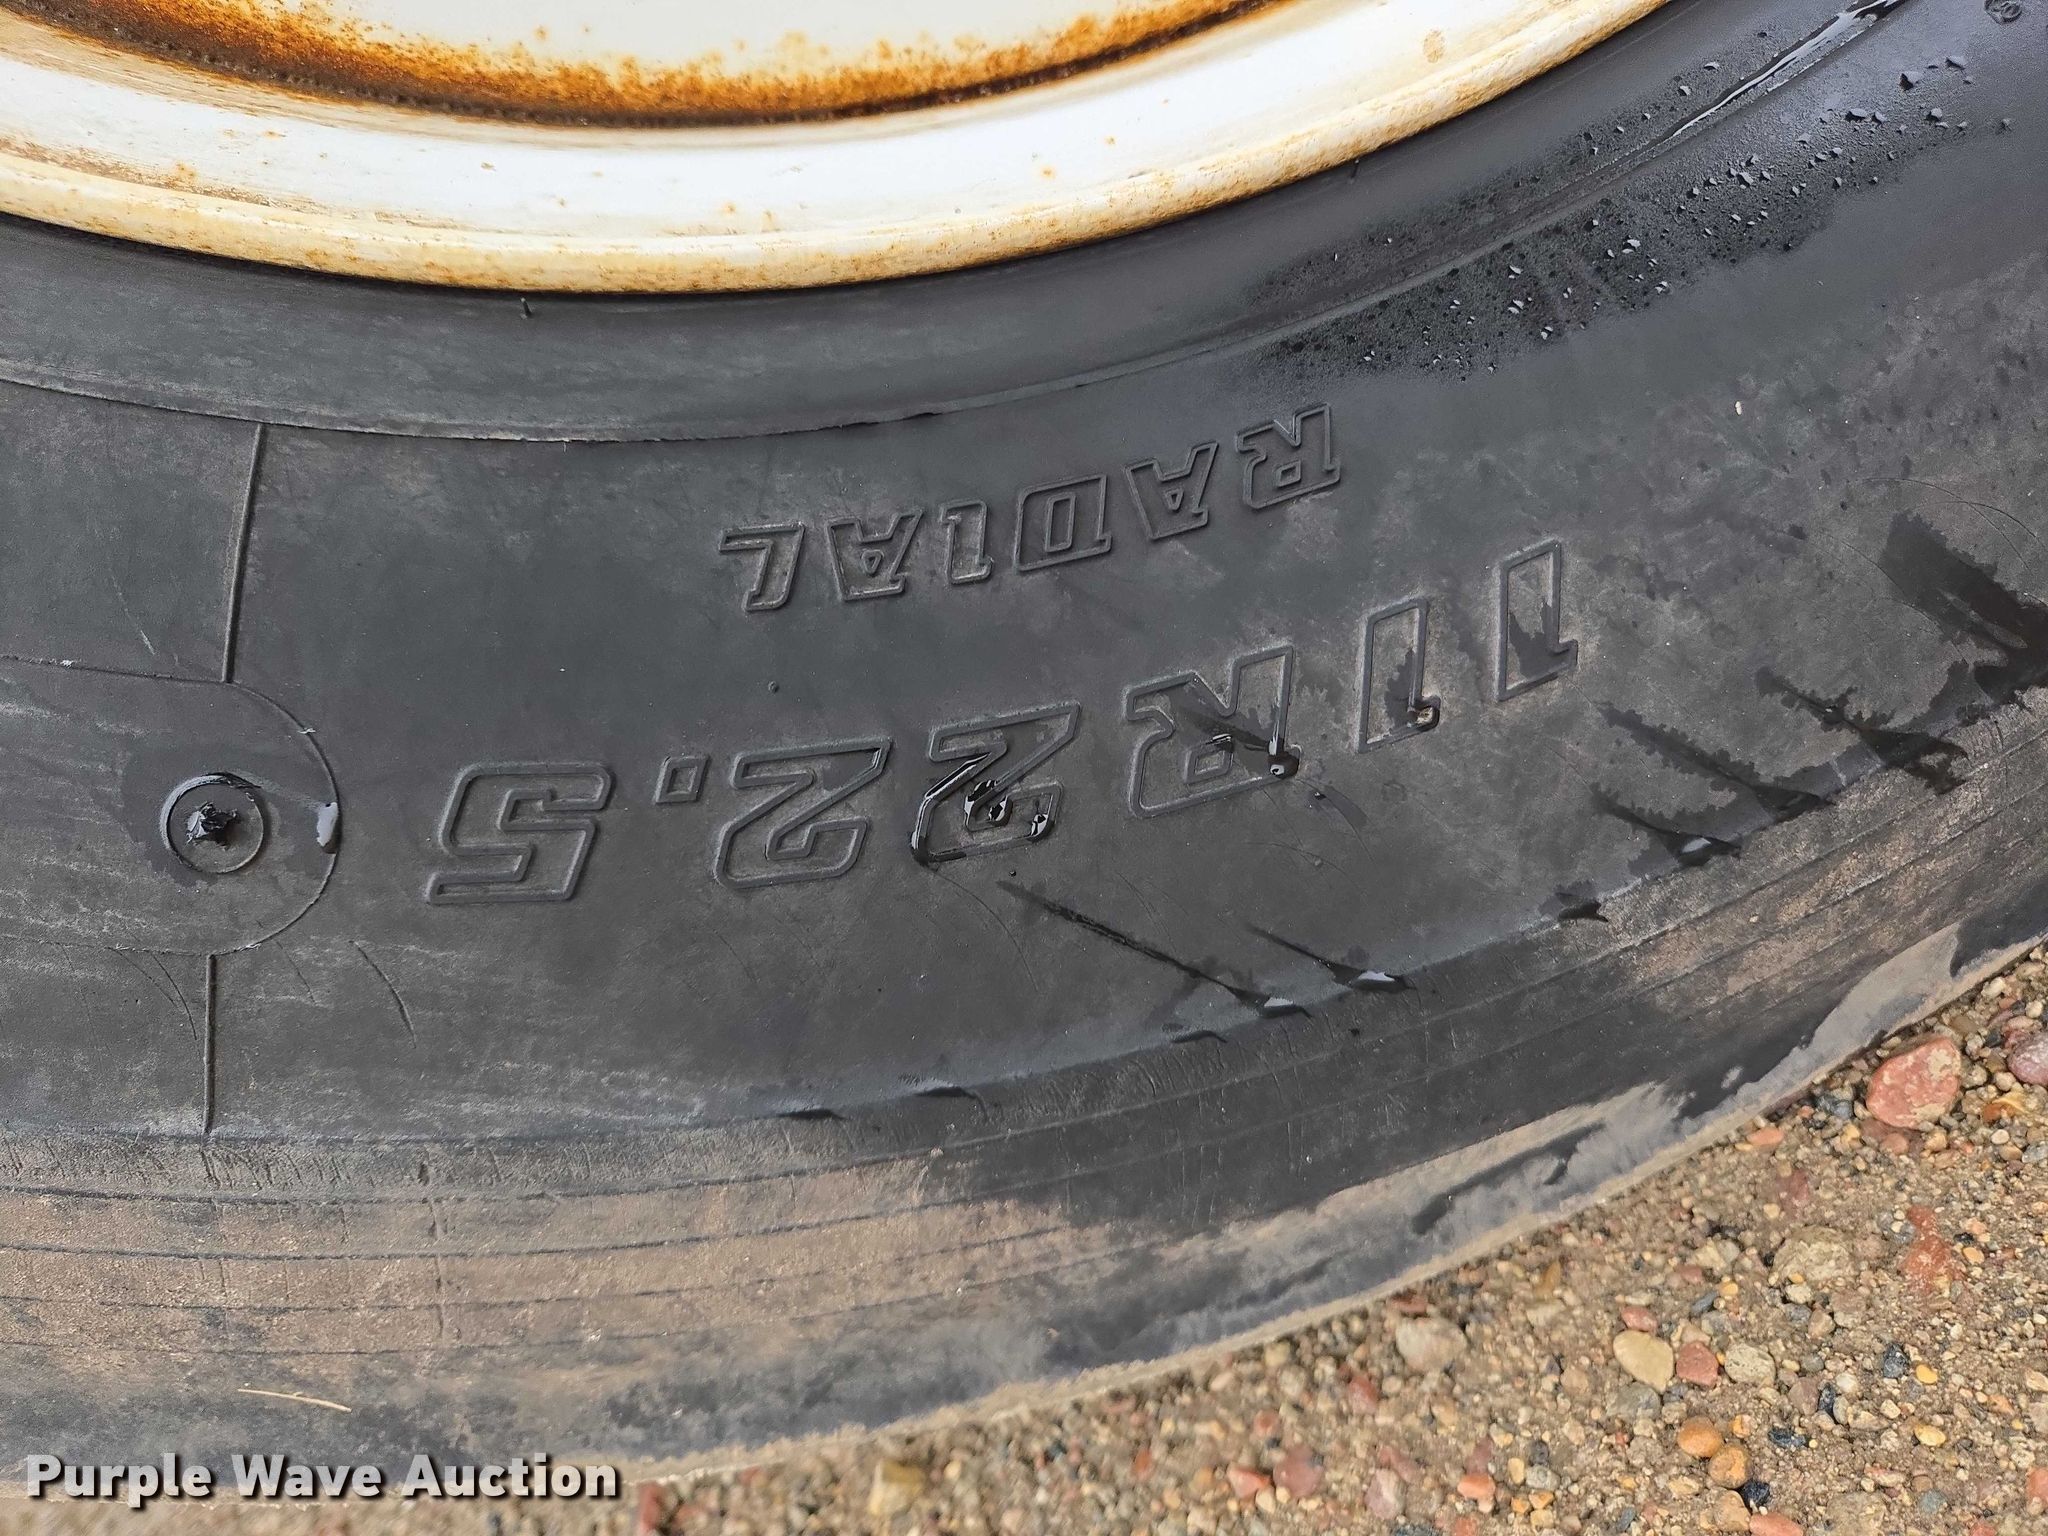 RADIAL
11R22.5
Purple Wave Auction